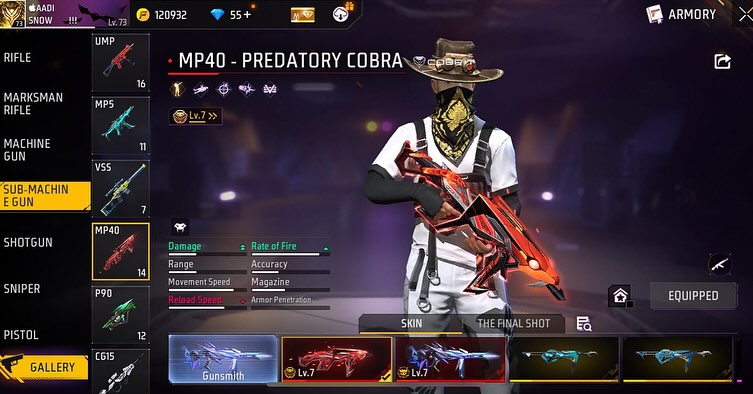 AADI
SNOW
73
Lv. 73
120932
55+
ARMORY
RIFLE
MARKSMAN
RIFLE
MACHINE
GUN
SUB-MACHIN
E GUN
SHOTGUN
SNIPER
PISTOL
GALLERY
UMP
16
MP5
11
VSS
7
MP40
14
P90
12
CG15
MP40 - PREDATORY COBRA
COBRA
Lv.7 >>
Damage
Rate of Fire
Range
Accuracy
Movement Speed
Magazine
Reload Speed
Armor Penetration
EQUIPPED
SKIN
THE FINAL SHOT
Gunsmith
Lv.7
Lv.7